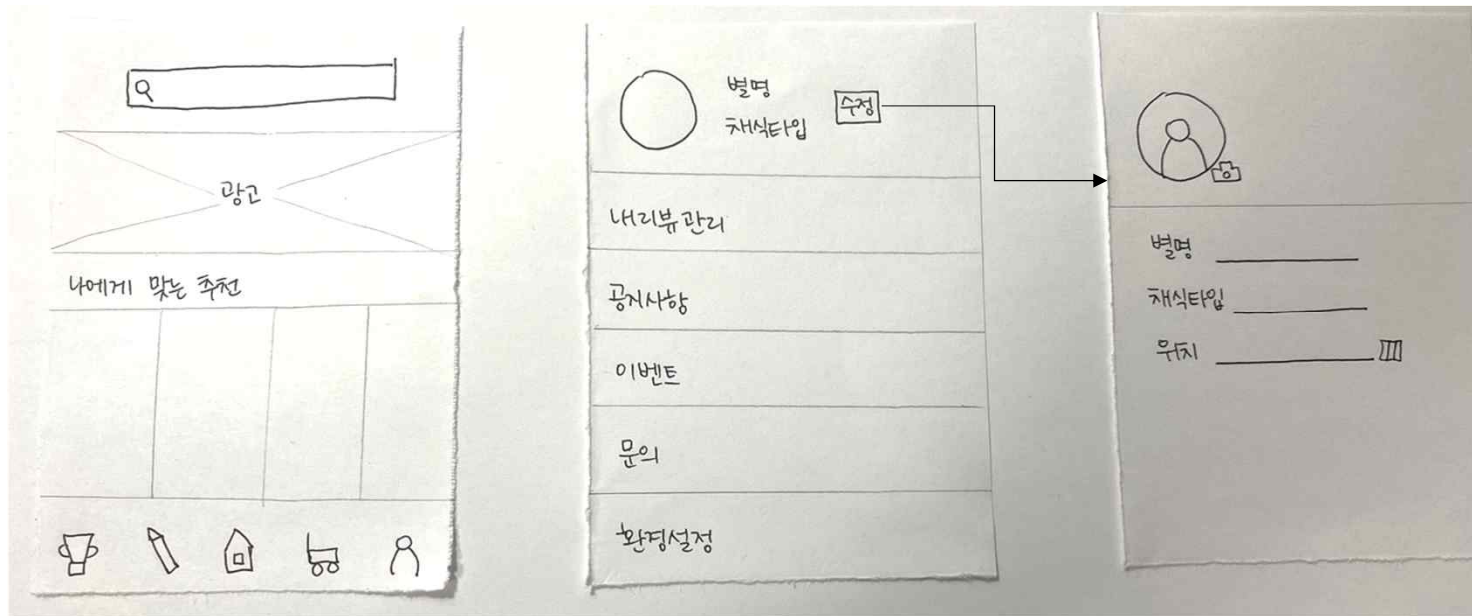 광고
나에게 맞는 추천
별명
채식타입
수정
내리뷰관리
공지사항
이벤트
문의
환경설정
별명
채식타입
위치